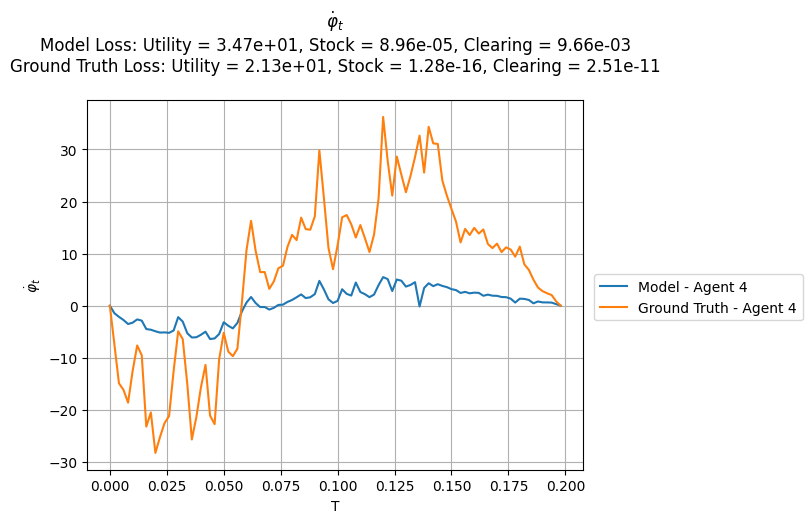 φ̇ₜ
Model Loss: Utility = 3.47e+01, Stock = 8.96e-05, Clearing = 9.66e-03
Ground Truth Loss: Utility = 2.13e+01, Stock = 1.28e-16, Clearing = 2.51e-11
30
20
10
0
−10
−20
−30
φ̇ₜ
0.000 0.025 0.050 0.075 0.100 0.125 0.150 0.175 0.200
T
Model - Agent 4
Ground Truth - Agent 4